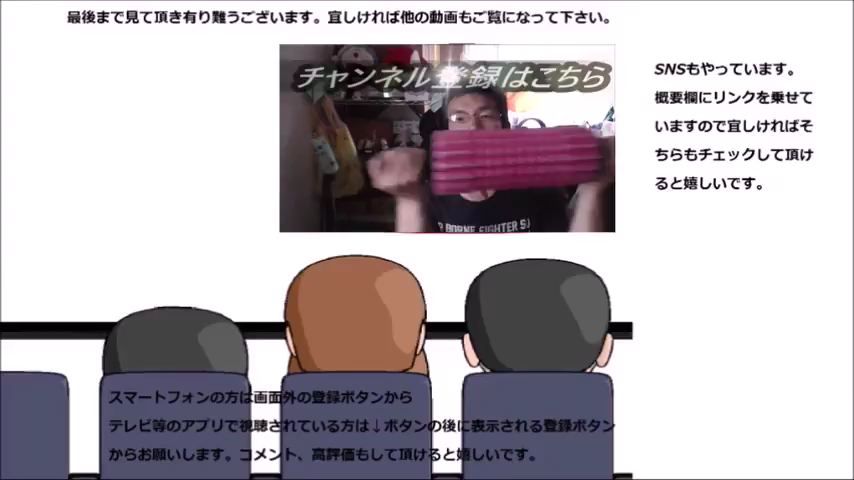 最後まで見て頂き有り難うございます。宜しければ他の動画もご覧になって下さい。
チャンネル登録はこちら
SNSもやっています。
概要欄にリンクを乗せて
いますので宜しければそ
ちらもチェックして頂け
ると嬉しいです。
BORNE FIGHTER
スマートフォンの方は画面外の登録ボタンから
テレビ等のアプリで視聴されている方は↓ボタンの後に表示される登録ボタン
からお願いします。コメント、高評価もして頂けると嬉しいです。